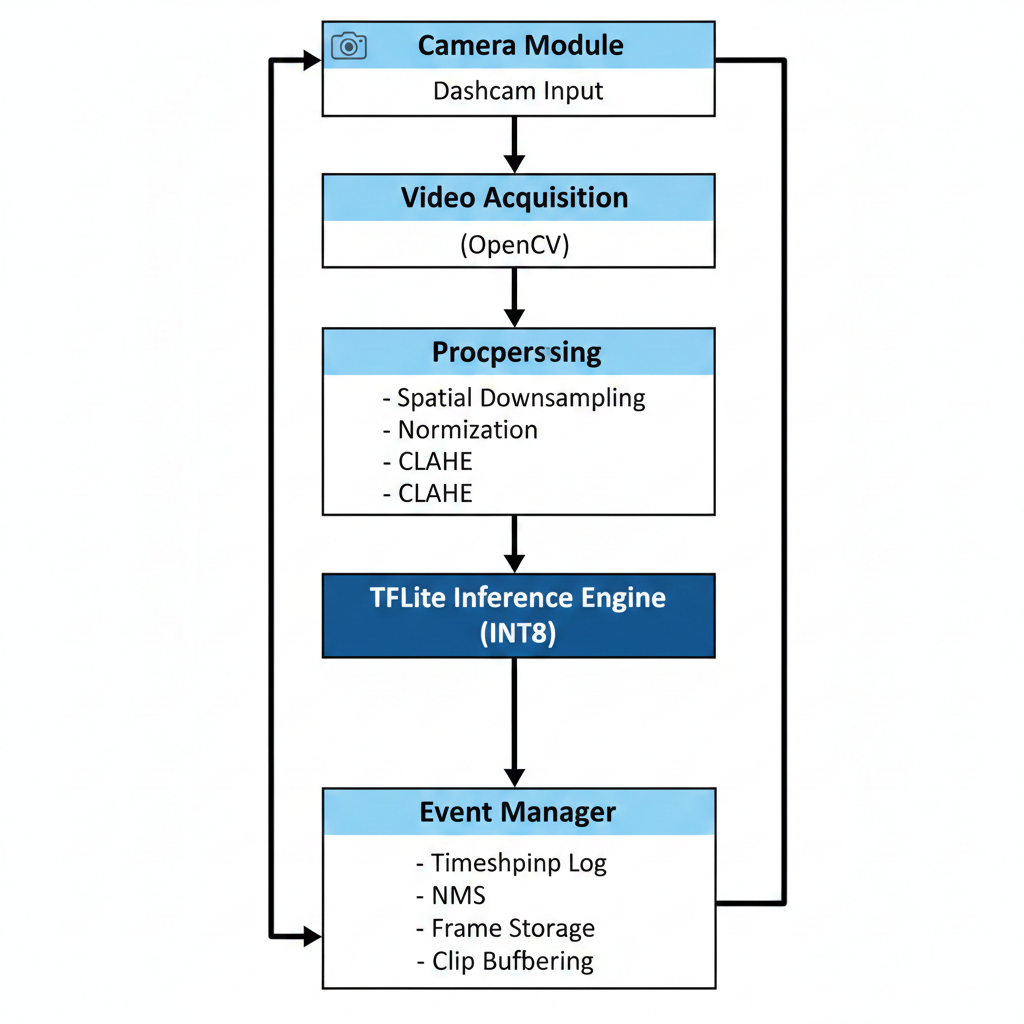 Camera Module
Dashcam Input
Video Acquisition
(OpenCV)
Procperssing
- Spatial Downsampling
- Normization
- CLAHE
- CLAHE
TFLite Inference Engine
(INT8)
Event Manager
- Timeshpinp Log
- NMS
- Frame Storage
- Clip Bufbering